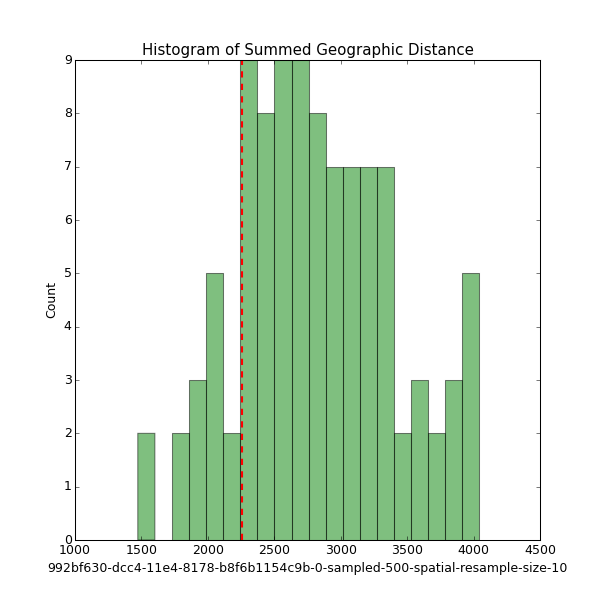 Histogram of Summed Geographic Distance
9
8
7
6
5
4
3
2
1
0
Count
1000 1500 2000 2500 3000 3500 4000 4500
992bf630-dcc4-11e4-8178-b8f6b1154c9b-0-sampled-500-spatial-resample-size-10